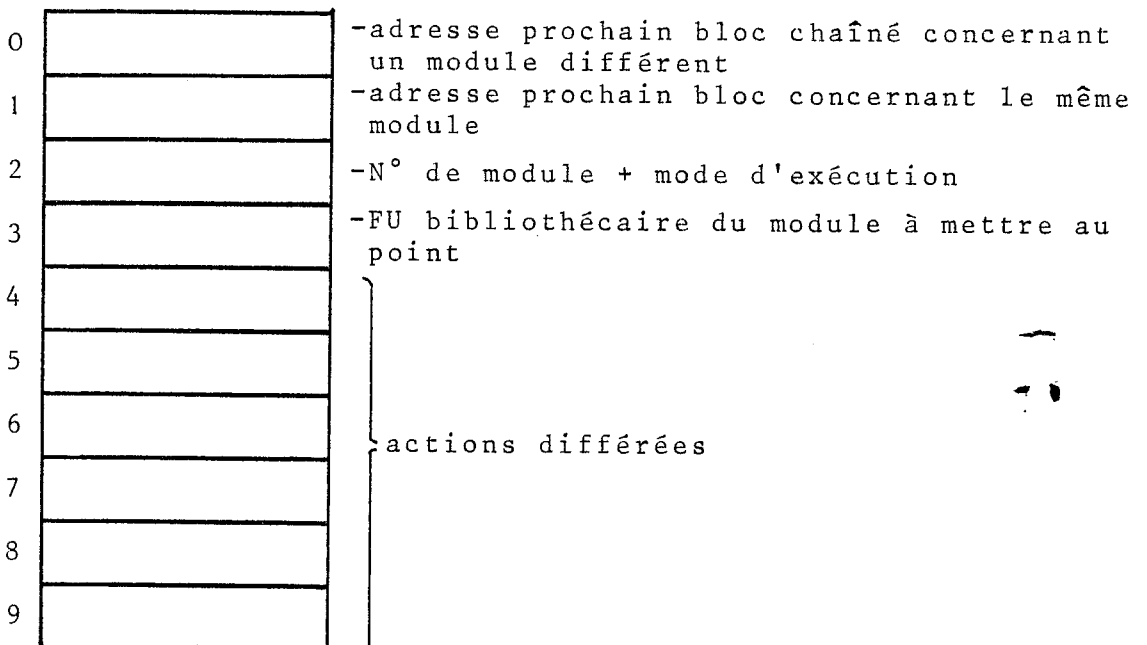 0
-adresse prochain bloc chaîné concernant
un module différent
1
-adresse prochain bloc concernant le même
module
2
-N° de module + mode d'exécution
3
-FU bibliothécaire du module à mettre au
point
4
5
6
actions différées
7
8
9